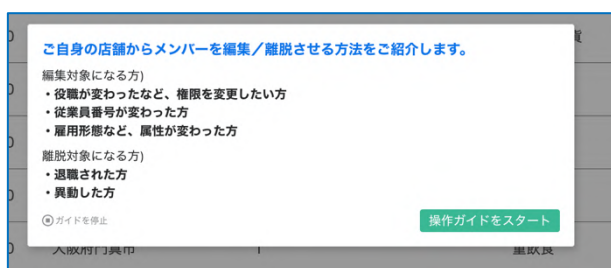 ご自身の店舗からメンバーを編集／離脱させる方法をご紹介します。
編集対象になる方)
・役職が変わったなど、権限を変更したい方
・従業員番号が変わった方
・雇用形態など、属性が変わった方
離脱対象になる方)
・退職された方
・異動した方
ガイドを停止
操作ガイドをスタート
大阪府門真市